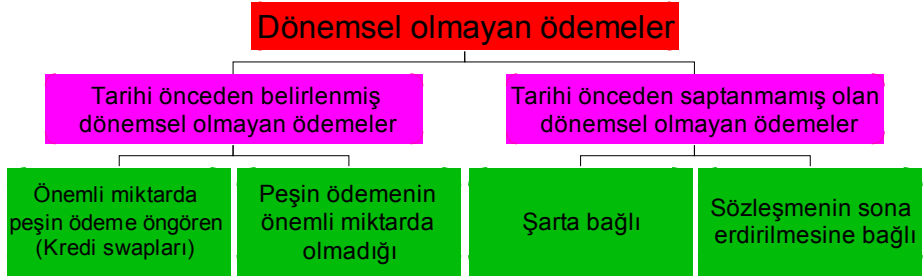 Dönemsel olmayan ödemeler
Tarihi önceden belirlenmiş
dönemsel olmayan ödemeler
Tarihi önceden saptanmamış olan
dönemsel olmayan ödemeler
Önemli miktarda
peşin ödeme öngören
(Kredi swapları)
Peşin ödemenin
önemli miktarda
olmadığı
Şarta bağlı
Sözleşmenin sona
erdirilmesine bağlı